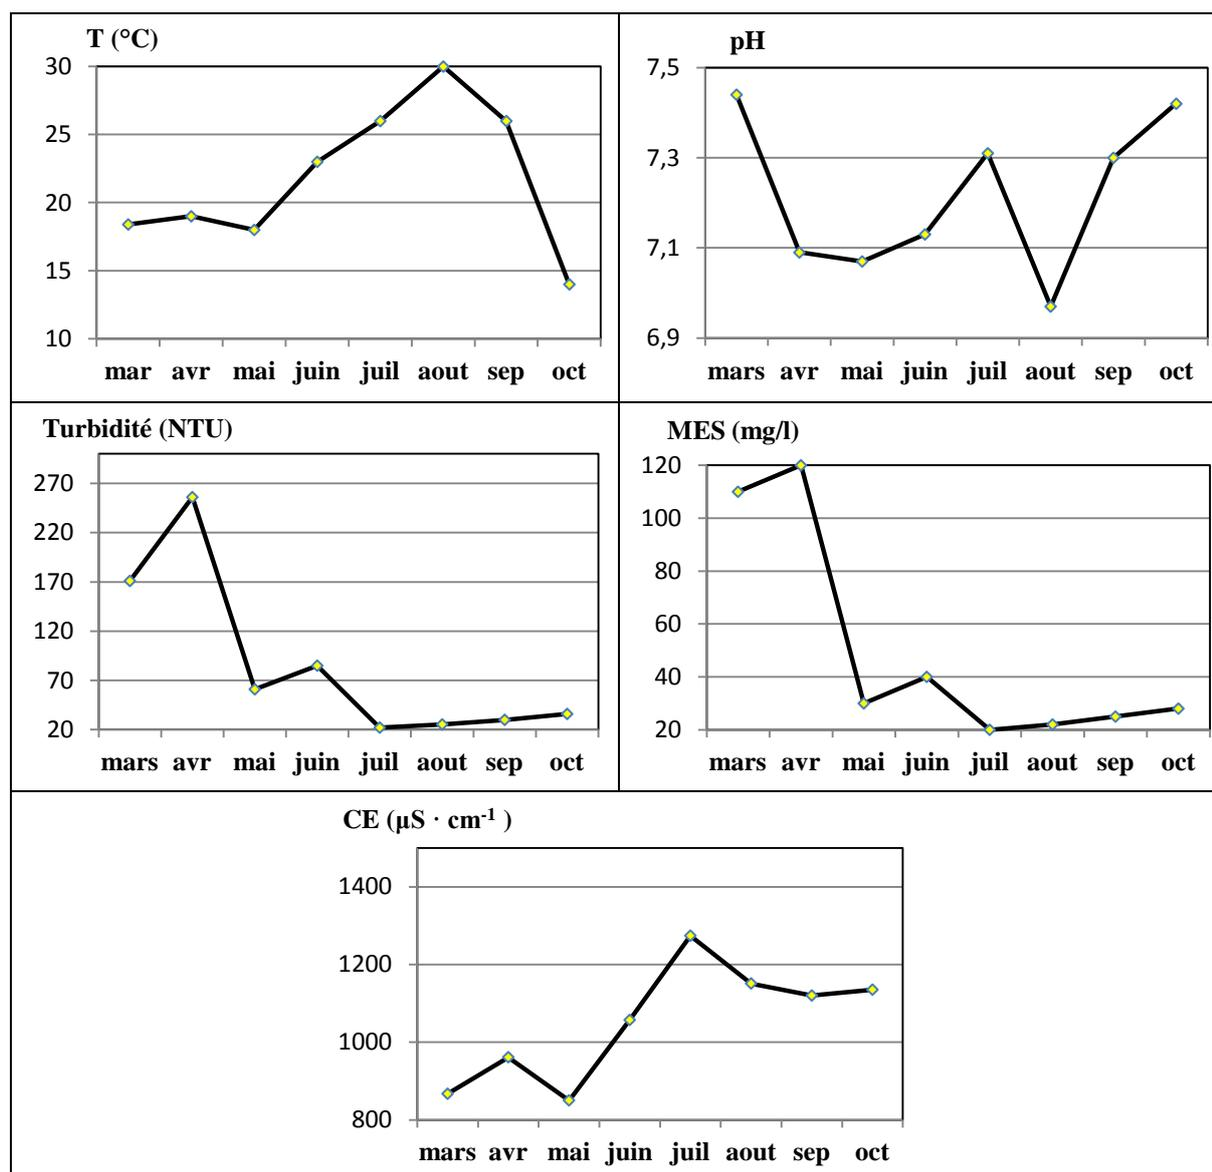 T (°C)
30
25
20
15
10
mar avr mai juin juil aout sep oct
pH
7,5
7,3
7,1
6,9
mars avr mai juin juil aout sep oct
Turbidité (NTU)
270
220
170
120
70
20
mars avr mai juin juil aout sep oct
MES (mg/l)
120
100
80
60
40
20
mars avr mai juin juil aout sep oct
CE (µS · cm⁻¹ )
1400
1200
1000
800
mars avr mai juin juil aout sep oct